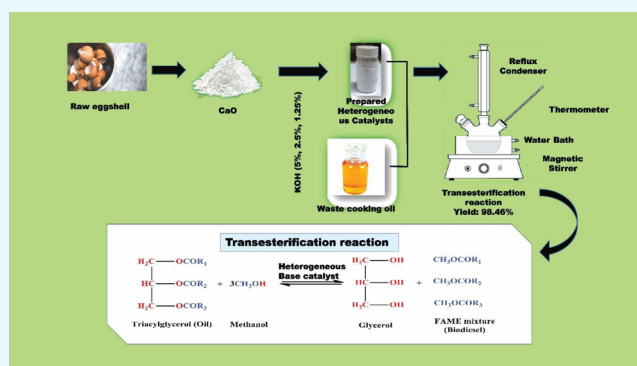 Raw eggshell
CaO
KOH (5%, 2.5%, 1.25%)
Prepared
Heterogeneo
us Catalysts
Waste cooking oil
Reflux
Condenser
Thermometer
Water Bath
Magnetic
Stirrer
Transesterification
reaction
Yield: 98.46%
Transesterification reaction
H₂C—OCOR₁
HC—OCOR₂ + 3CH₃OH
H₂C—OCOR₃
Triacylglycerol (Oil) Methanol
Heterogeneous
Base catalyst
H₂C—OH
HC—OH +
H₂C—OH
Glycerol
CH₃OCOR₁
CH₃OCOR₂
CH₃OCOR₃
FAME mixture
(Biodiesel)